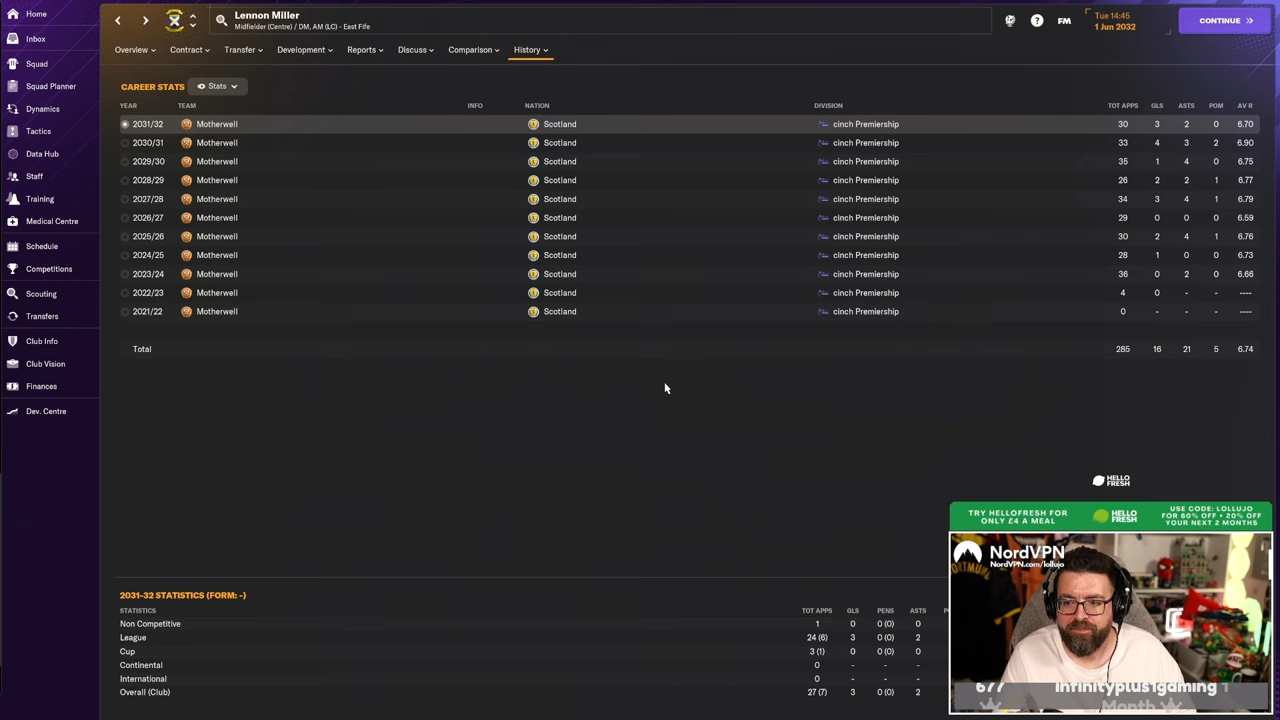 Home
Inbox
Squad
Squad Planner
Dynamics
Tactics
Data Hub
Staff
Training
Medical Centre
Schedule
Competitions
Scouting
Transfers
Club Info
Club Vision
Finances
Dev. Centre
Lennon Miller
Midfielder (Centre) / DM, AM (LC) - East Fife
FM
Tue 14:45
1 Jun 2032
CONTINUE
Overview Contract Transfer Development Reports Discuss Comparison History
CAREER STATS Stats
YEAR TEAM INFO NATION DIVISION TOT APPS GLS ASTS POM AV R
2031/32 Motherwell Scotland cinch Premiership 30 3 2 0 6.70
2030/31 Motherwell Scotland cinch Premiership 33 4 3 2 6.90
2029/30 Motherwell Scotland cinch Premiership 35 1 4 0 6.75
2028/29 Motherwell Scotland cinch Premiership 26 2 2 1 6.77
2027/28 Motherwell Scotland cinch Premiership 34 3 4 1 6.79
2026/27 Motherwell Scotland cinch Premiership 29 0 0 0 6.59
2025/26 Motherwell Scotland cinch Premiership 30 2 4 1 6.76
2024/25 Motherwell Scotland cinch Premiership 28 1 0 0 6.73
2023/24 Motherwell Scotland cinch Premiership 36 0 2 0 6.66
2022/23 Motherwell Scotland cinch Premiership 4 0 - - ----
2021/22 Motherwell Scotland cinch Premiership 0 - - - ----
Total 285 16 21 5 6.74
HELLO FRESH
TRY HELLOFRESH FOR ONLY £4 A MEAL
HELLO FRESH
USE CODE: LOLLUJO FOR 60% OFF + 20% OFF YOUR NEXT 2 MONTHS
NordVPN
NordVPN.com/lollujo
2031-32 STATISTICS (FORM: -)
STATISTICS TOT APPS GLS PENS ASTS
Non Competitive 1 0 0 (0) 0
League 24 (6) 3 0 (0) 2
Cup 3 (1) 0 0 (0) 0
Continental 0 - - -
International 0 - - -
Overall (Club) 27 (7) 3 0 (0) 2
677 infinityplus1gaming 1
Month